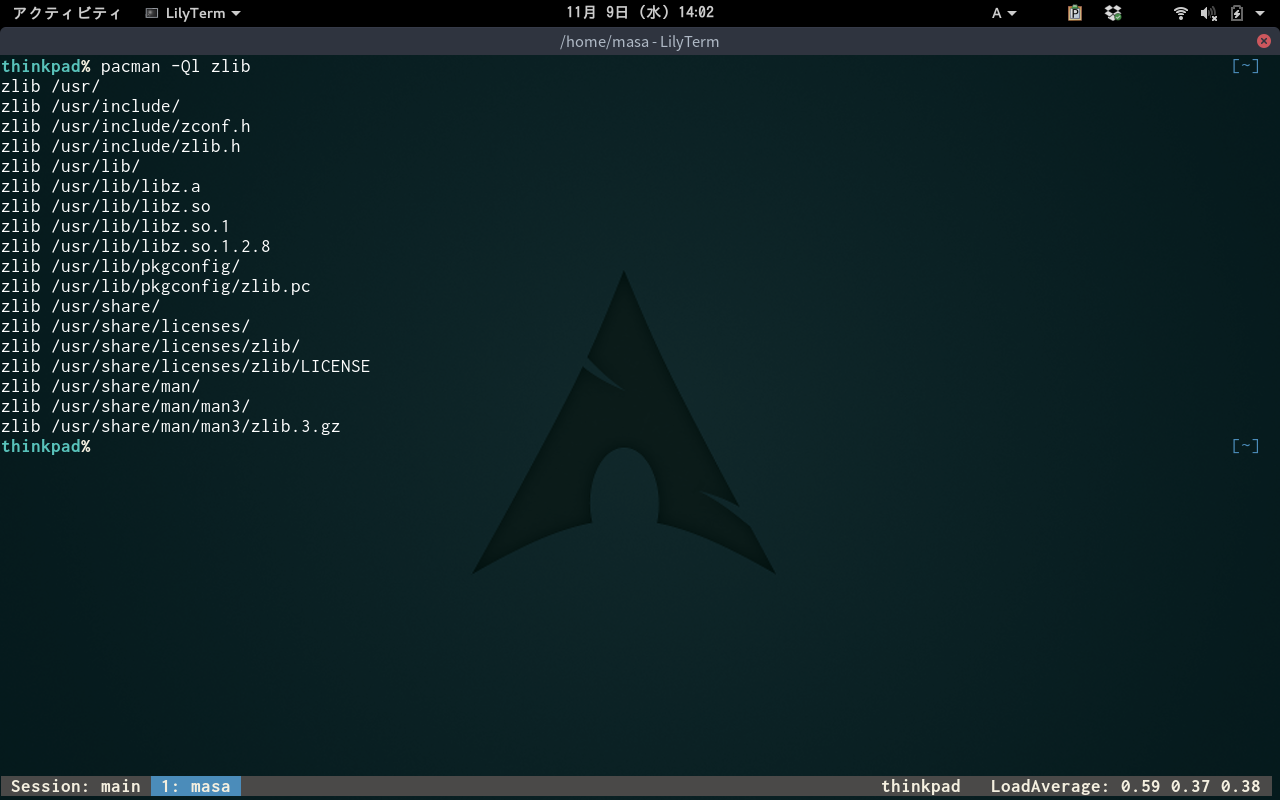 アクティビティ LilyTerm 11月 9日 (水) 14:02 A
/home/masa - LilyTerm
thinkpad% pacman -Ql zlib [~]
zlib /usr/
zlib /usr/include/
zlib /usr/include/zconf.h
zlib /usr/include/zlib.h
zlib /usr/lib/
zlib /usr/lib/libz.a
zlib /usr/lib/libz.so
zlib /usr/lib/libz.so.1
zlib /usr/lib/libz.so.1.2.8
zlib /usr/lib/pkgconfig/
zlib /usr/lib/pkgconfig/zlib.pc
zlib /usr/share/
zlib /usr/share/licenses/
zlib /usr/share/licenses/zlib/
zlib /usr/share/licenses/zlib/LICENSE
zlib /usr/share/man/
zlib /usr/share/man/man3/
zlib /usr/share/man/man3/zlib.3.gz
thinkpad% [~]
Session: main 1: masa thinkpad LoadAverage: 0.59 0.37 0.38